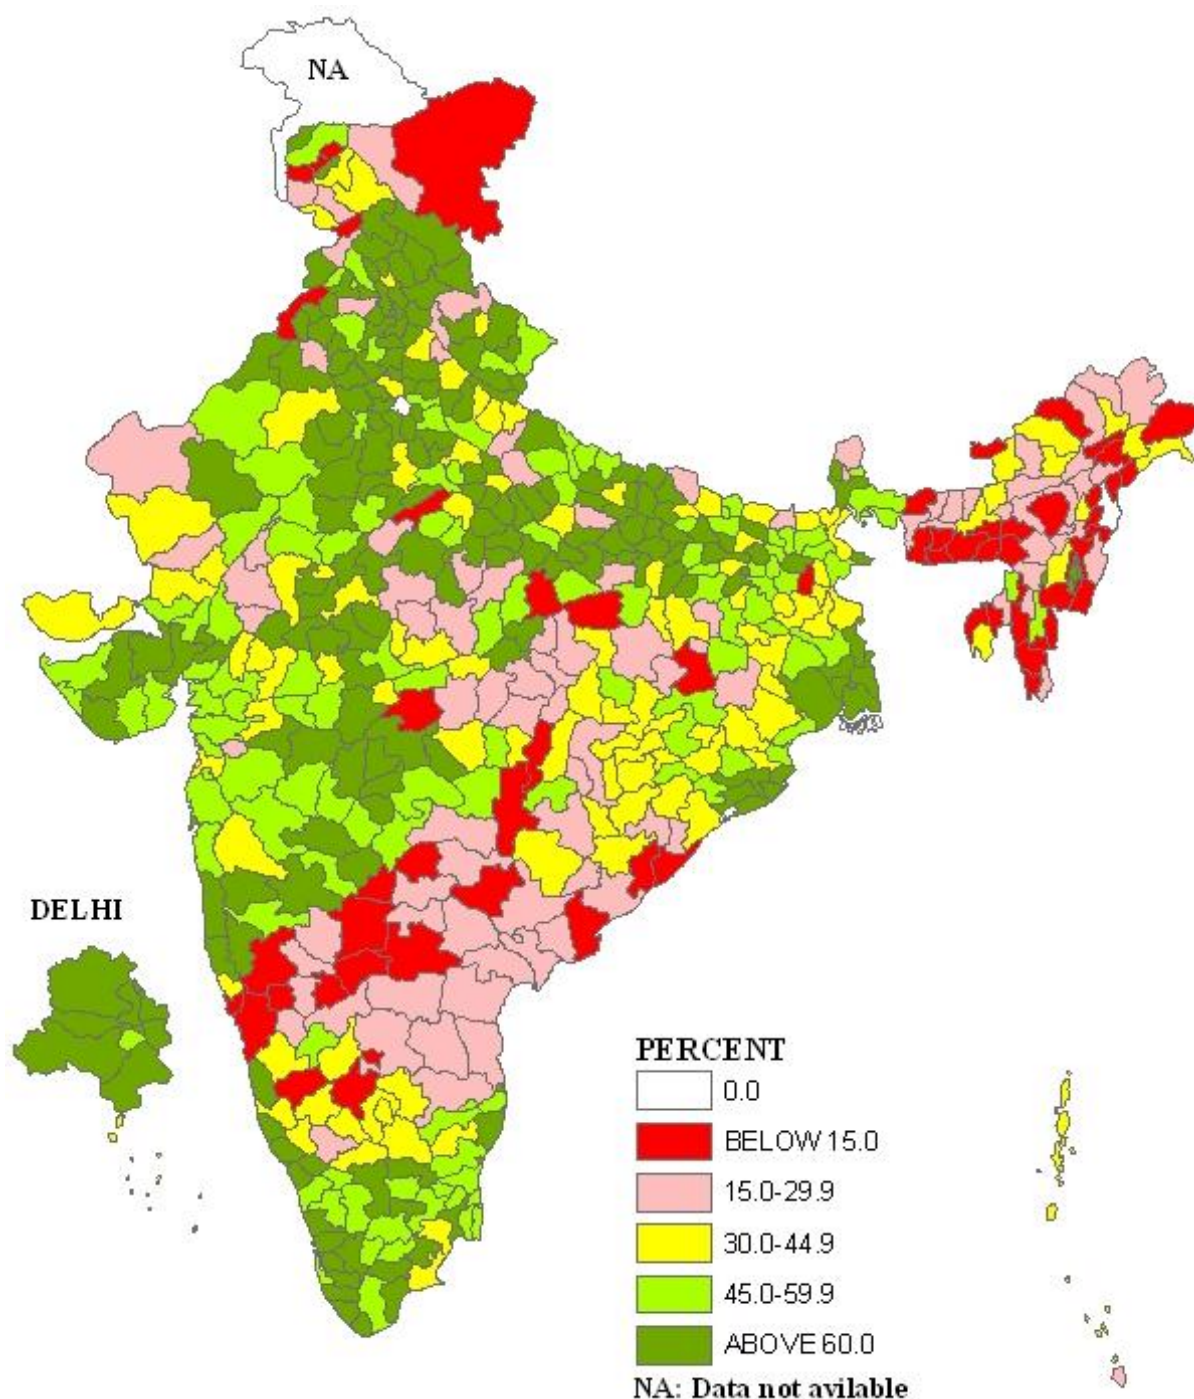 NA
DELHI
PERCENT
0.0
BELOW 15.0
15.0-29.9
30.0-44.9
45.0-59.9
ABOVE 60.0
NA: Data not avilable